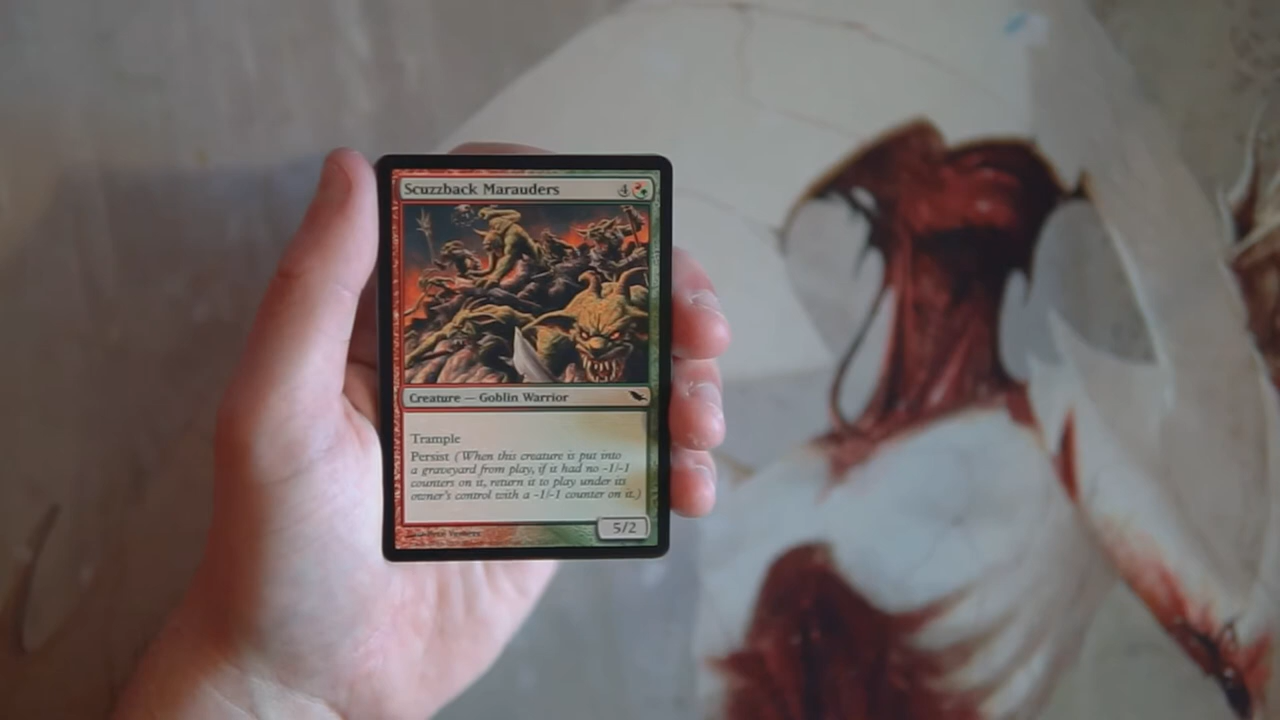 Scuzzback Marauders 4
Creature — Goblin Warrior
Trample
Persist (When this creature is put into
a graveyard from play, if it had no -1/-1
counters on it, return it to play under its
owner's control with a -1/-1 counter on it.)
5/2